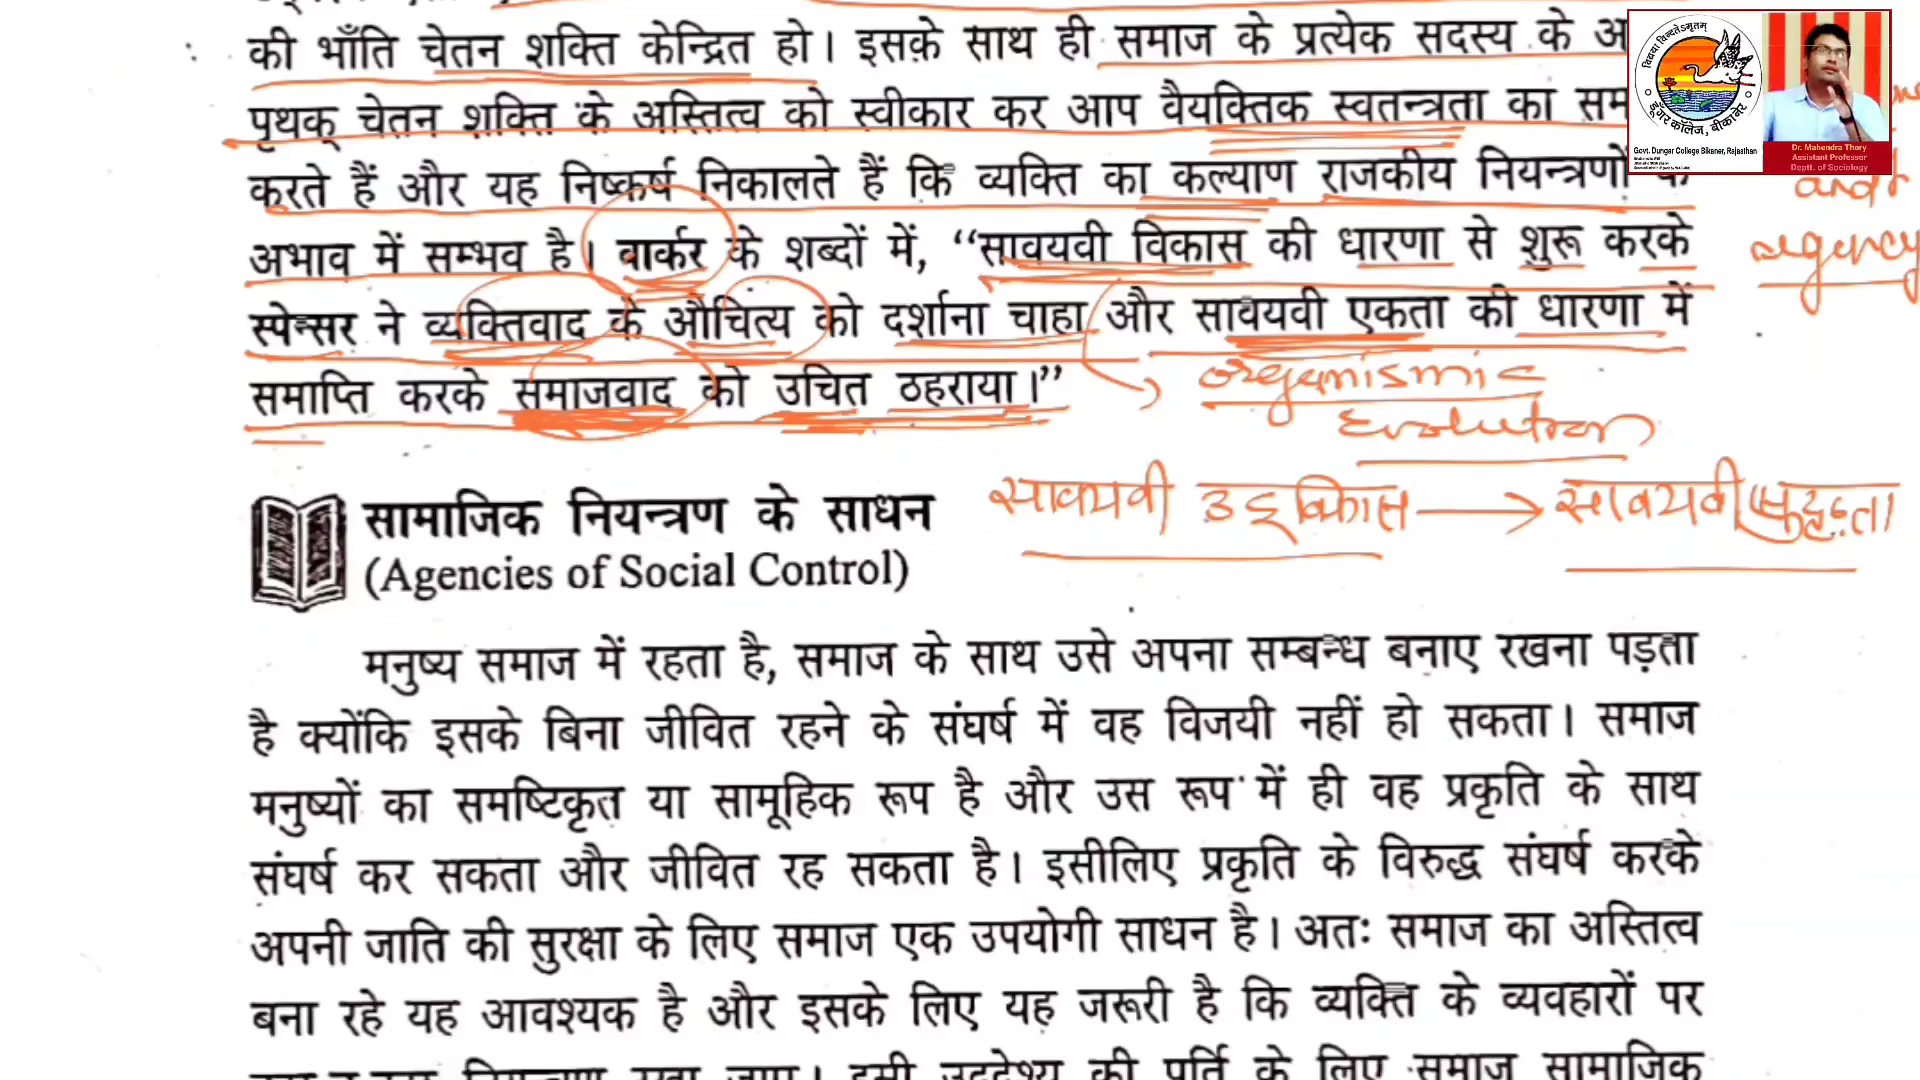 की भाँति चेतन शक्ति केन्द्रित हो। इसके साथ ही समाज के प्रत्येक सदस्य के
पृथक् चेतन शक्ति के अस्तित्व को स्वीकार कर आप वैयक्तिक स्वतन्त्रता का
करते हैं और यह निष्कर्ष निकालते हैं कि व्यक्ति का कल्याण राजकीय नियन्त्रणों के
अभाव में सम्भव है। वार्कर के शब्दों में, “सावयवी विकास की धारणा से शुरू करके
स्पेन्सर ने व्यक्तिवाद के औचित्य को दर्शाना चाहा और सावयवी एकता की धारणा में
समाप्ति करके समाजवाद को उचित ठहराया।”
and
agency
organismic
Evolution
सावयवी उद्विकास → सावयवी
सामाजिक नियन्त्रण के साधन
(Agencies of Social Control)
मनुष्य समाज में रहता है, समाज के साथ उसे अपना सम्बन्ध बनाए रखना पड़ता
है क्योंकि इसके बिना जीवित रहने के संघर्ष में वह विजयी नहीं हो सकता। समाज
मनुष्यों का समष्टिकृत या सामूहिक रूप है और उस रूप में ही वह प्रकृति के साथ
संघर्ष कर सकता और जीवित रह सकता है। इसीलिए प्रकृति के विरुद्ध संघर्ष करके
अपनी जाति की सुरक्षा के लिए समाज एक उपयोगी साधन है। अतः समाज का अस्तित्व
बना रहे यह आवश्यक है और इसके लिए यह जरूरी है कि व्यक्ति के व्यवहारों पर
इसी उद्देश्य की पूर्ति के लिए समाज सामाजिक
डूँगर कॉलेज, बीकानेर
Govt. Dungar College Bikaner, Rajasthan
Dr. Mahendra Thory
Assistant Professor
Deptt. of Sociology